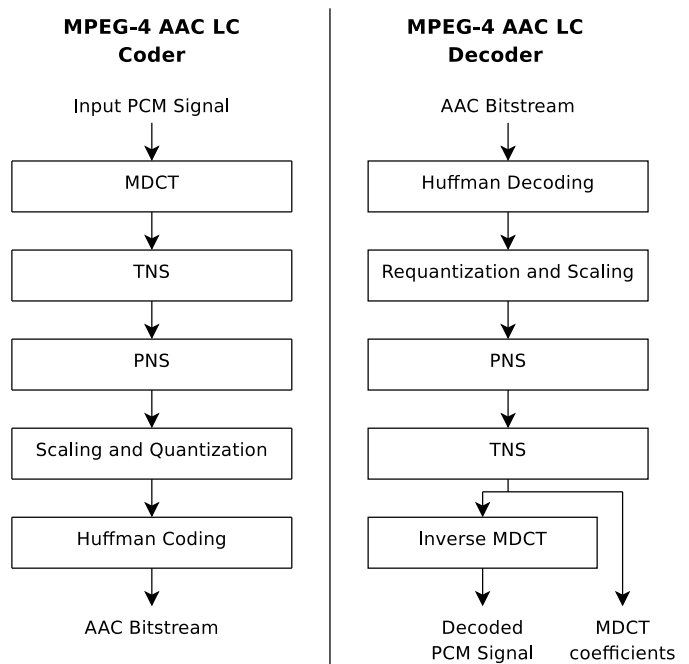 MPEG-4 AAC LC
Coder
Input PCM Signal
MDCT
TNS
PNS
Scaling and Quantization
Huffman Coding
AAC Bitstream
MPEG-4 AAC LC
Decoder
AAC Bitstream
Huffman Decoding
Requantization and Scaling
PNS
TNS
Inverse MDCT
Decoded
PCM Signal
MDCT
coefficients